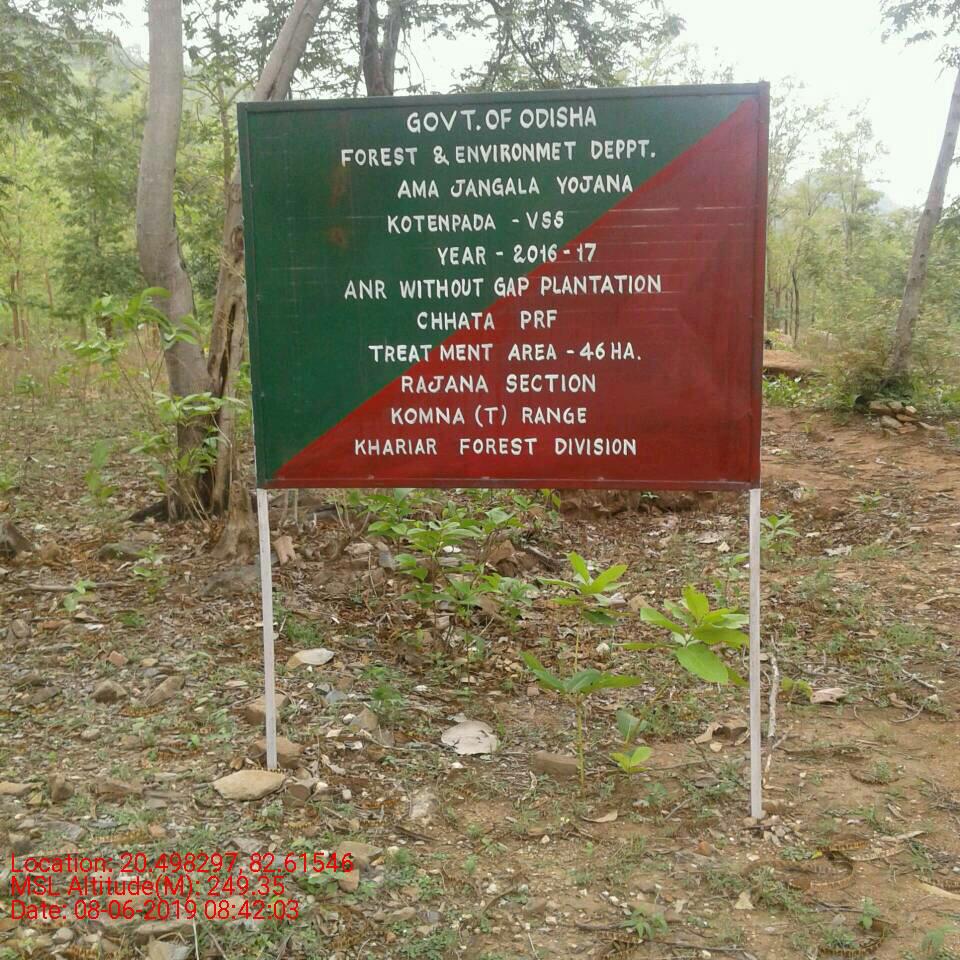 GOVT. OF ODISHA
FOREST & ENVIRONMET DEPPT.
AMA JANGALA YOJANA
KOTENPADA - VSS
YEAR - 2016-17
ANR WITHOUT GAP PLANTATION
CHHATA PRF
TREATMENT AREA - 46 HA.
RAJANA SECTION
KOMNA (T) RANGE
KHARIAR FOREST DIVISION
Location: 20.498297, 82.61546
MSL Altitude(M): 249.35
Date: 08-06-2019 08:42:03